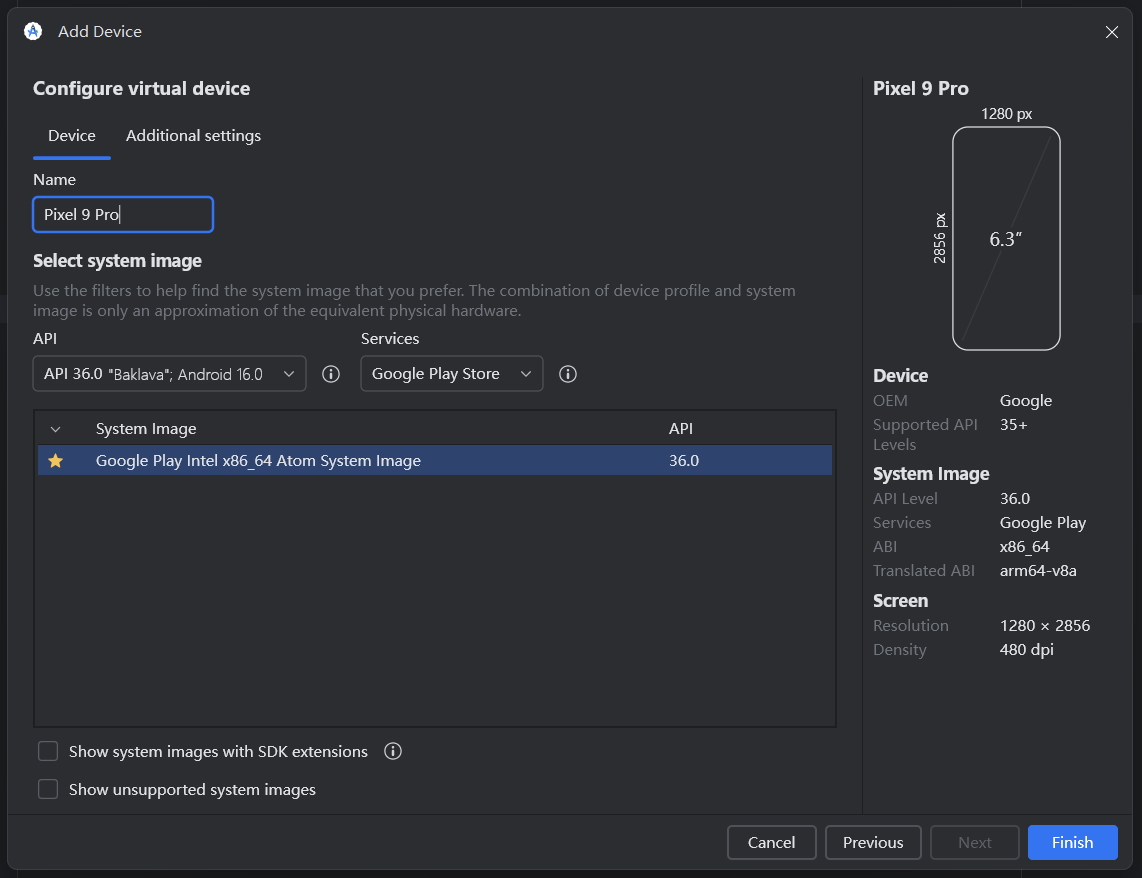 Add Device
Configure virtual device
Device Additional settings
Name
Pixel 9 Pro
Select system image
Use the filters to help find the system image that you prefer. The combination of device profile and system
image is only an approximation of the equivalent physical hardware.
API Services
API 36.0 "Baklava"; Android 16.0 Google Play Store
System Image API
Google Play Intel x86_64 Atom System Image 36.0
Show system images with SDK extensions
Show unsupported system images
Pixel 9 Pro
1280 px
2856 px
6.3”
Device
OEM Google
Supported API 35+
Levels
System Image
API Level 36.0
Services Google Play
ABI x86_64
Translated ABI arm64-v8a
Screen
Resolution 1280 × 2856
Density 480 dpi
Cancel Previous Next Finish